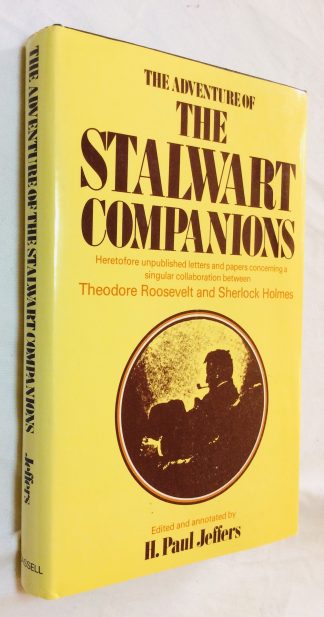 THE ADVENTURE OF
THE
STALWART
COMPANIONS
Heretofore unpublished letters and papers concerning a
singular collaboration between
Theodore Roosevelt and Sherlock Holmes
Edited and annotated by
H. Paul Jeffers
THE ADVENTURE OF THE STALWART COMPANIONS
Jeffers